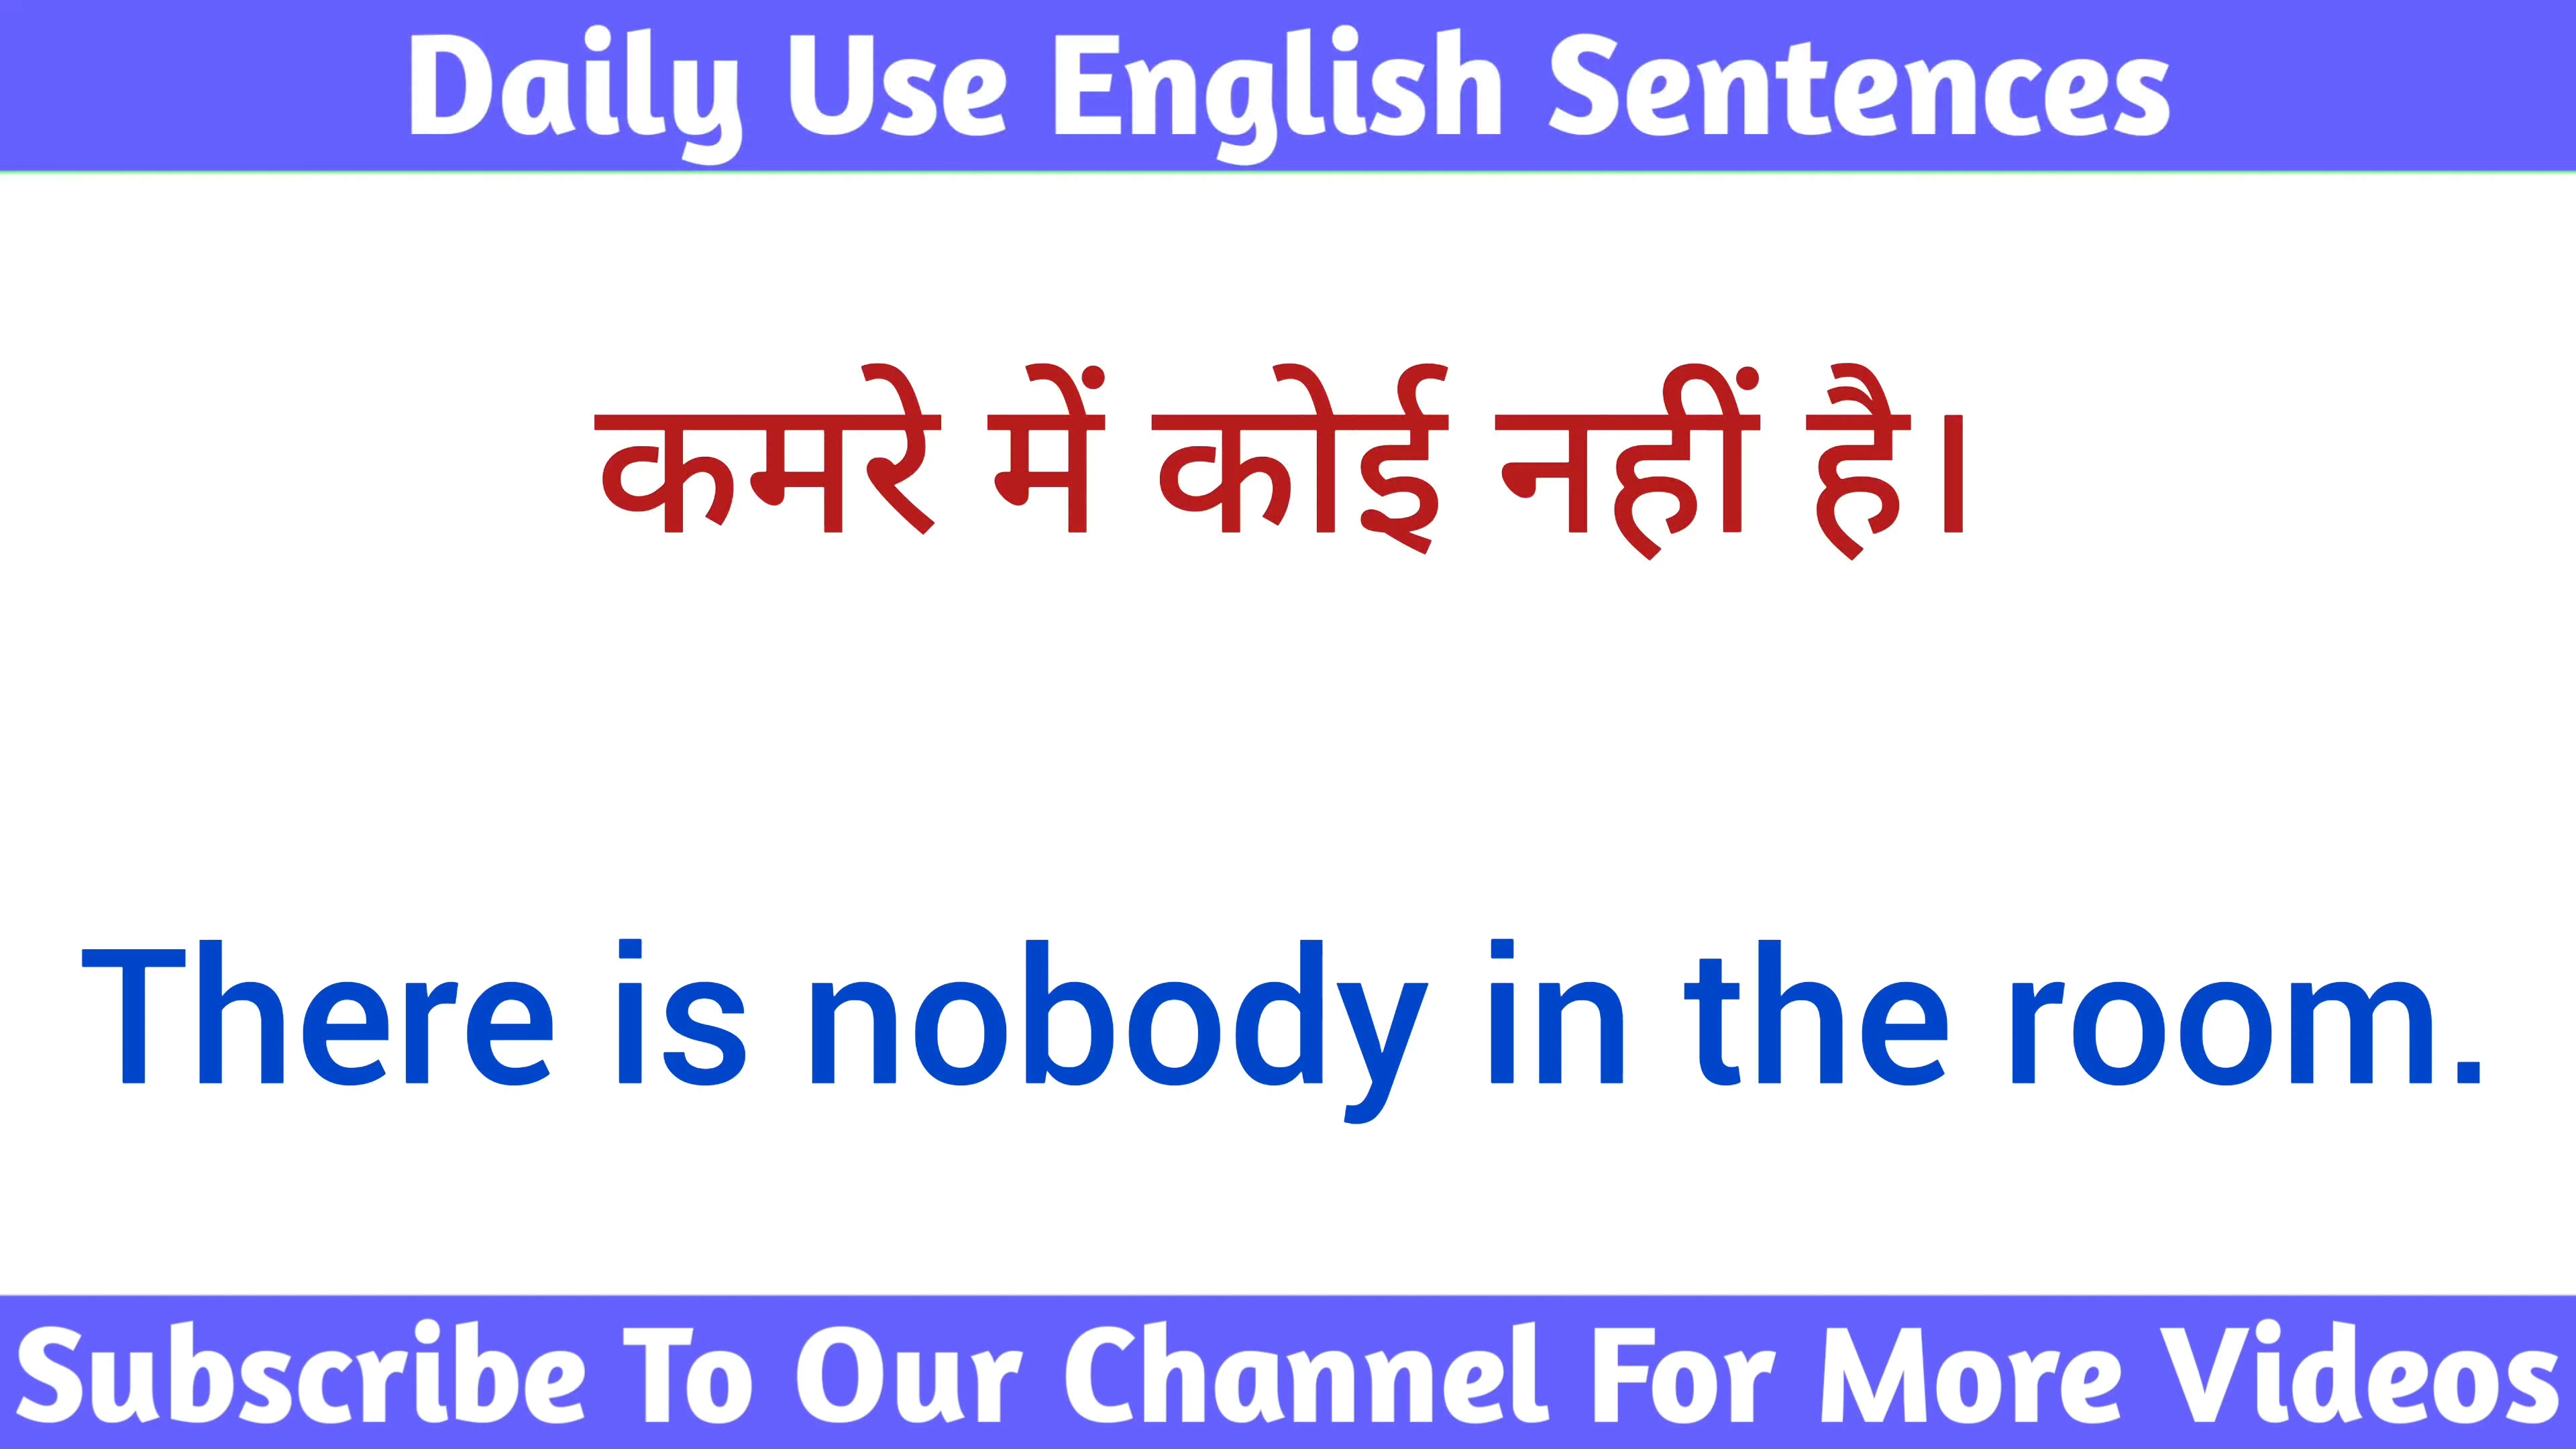 Daily Use English Sentences
कमरे में कोई नहीं है।
There is nobody in the room.
Subscribe To Our Channel For More Videos